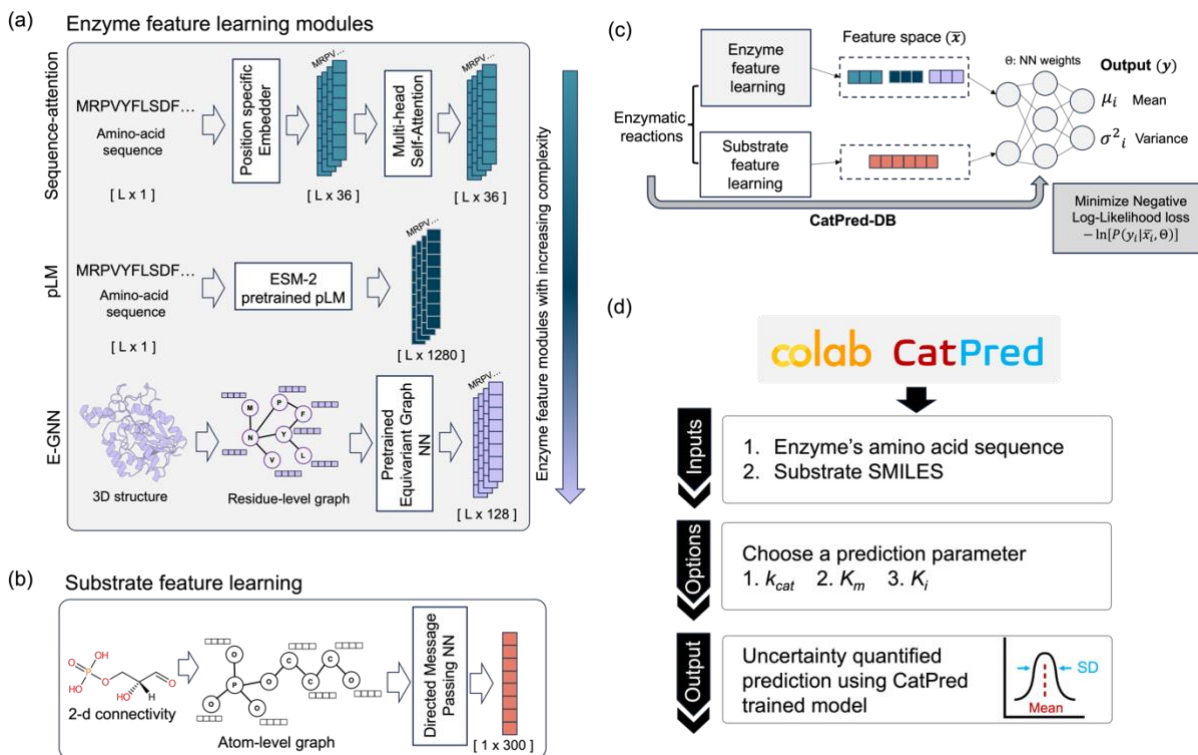 (a) Enzyme feature learning modules
Sequence-attention
MRPVYFLSDF...
Amino-acid
sequence
[ L x 1 ]
Position specific
Embedder
MRPV...
[ L x 36 ]
Multi-head
Self-Attention
MRPV...
[ L x 36 ]
pLM
MRPVYFLSDF...
Amino-acid
sequence
[ L x 1 ]
ESM-2
pretrained pLM
MRPV...
[ L x 1280 ]
E-GNN
3D structure
M
P
F
N
Y
V
L
Residue-level graph
Pretrained
Equivariant Graph
NN
MRPV...
[ L x 128 ]
Enzyme feature modules with increasing complexity
(b) Substrate feature learning
OH
O
P
HO
O
O
HO
H
2-d connectivity
O
P
O
O
O
C
C
C
O
O
Atom-level graph
Directed Message
Passing NN
[ 1 x 300 ]
(c)
Enzymatic
reactions
Enzyme
feature
learning
Substrate
feature
learning
Feature space (x̅)
Θ: NN weights
Output (y)
μi Mean
σ²i Variance
CatPred-DB
Minimize Negative
Log-Likelihood loss
− ln[P(yi|x̅i, Θ)]
(d)
colab CatPred
Inputs
1. Enzyme's amino acid sequence
2. Substrate SMILES
Options
Choose a prediction parameter
1. kcat 2. Km 3. Ki
Output
Uncertainty quantified
prediction using CatPred
trained model
SD
Mean